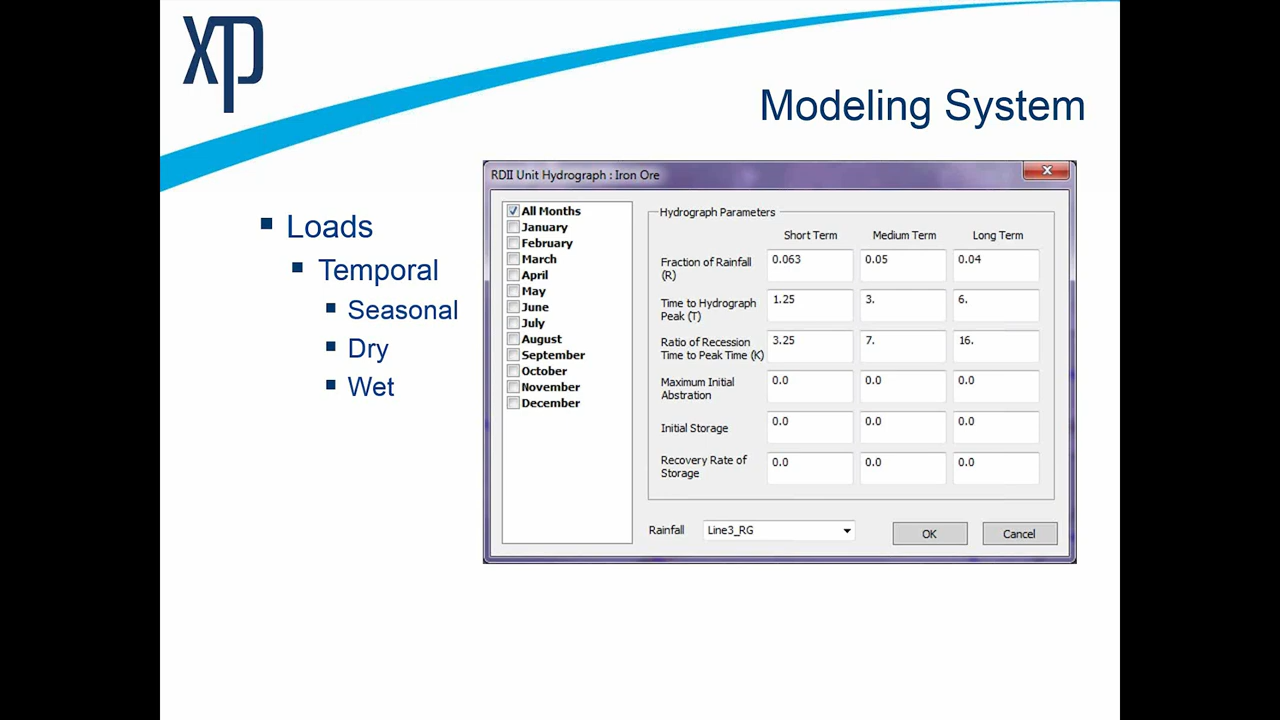 xp
Modeling System
Loads
Temporal
Seasonal
Dry
Wet
RDII Unit Hydrograph : Iron Ore
All Months
January
February
March
April
May
June
July
August
September
October
November
December
Hydrograph Parameters
Short Term Medium Term Long Term
Fraction of Rainfall
(R)
0.063 0.05 0.04
Time to Hydrograph
Peak (T)
1.25 3. 6.
Ratio of Recession
Time to Peak Time (K)
3.25 7. 16.
Maximum Initial
Abstration
0.0 0.0 0.0
Initial Storage
0.0 0.0 0.0
Recovery Rate of
Storage
0.0 0.0 0.0
Rainfall Line3_RG OK Cancel